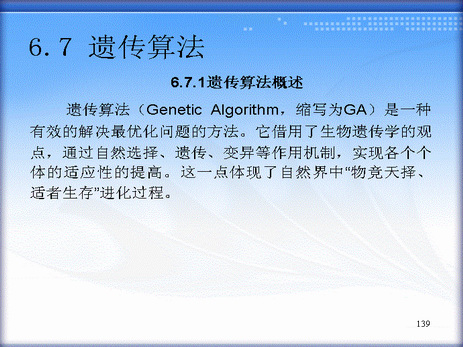 6.7 遗传算法
6.7.1遗传算法概述
遗传算法（Genetic Algorithm，缩写为GA）是一种
有效的解决最优化问题的方法。它借用了生物遗传学的观
点，通过自然选择、遗传、变异等作用机制，实现各个个
体的适应性的提高。这一点体现了自然界中“物竞天择、
适者生存”进化过程。
139